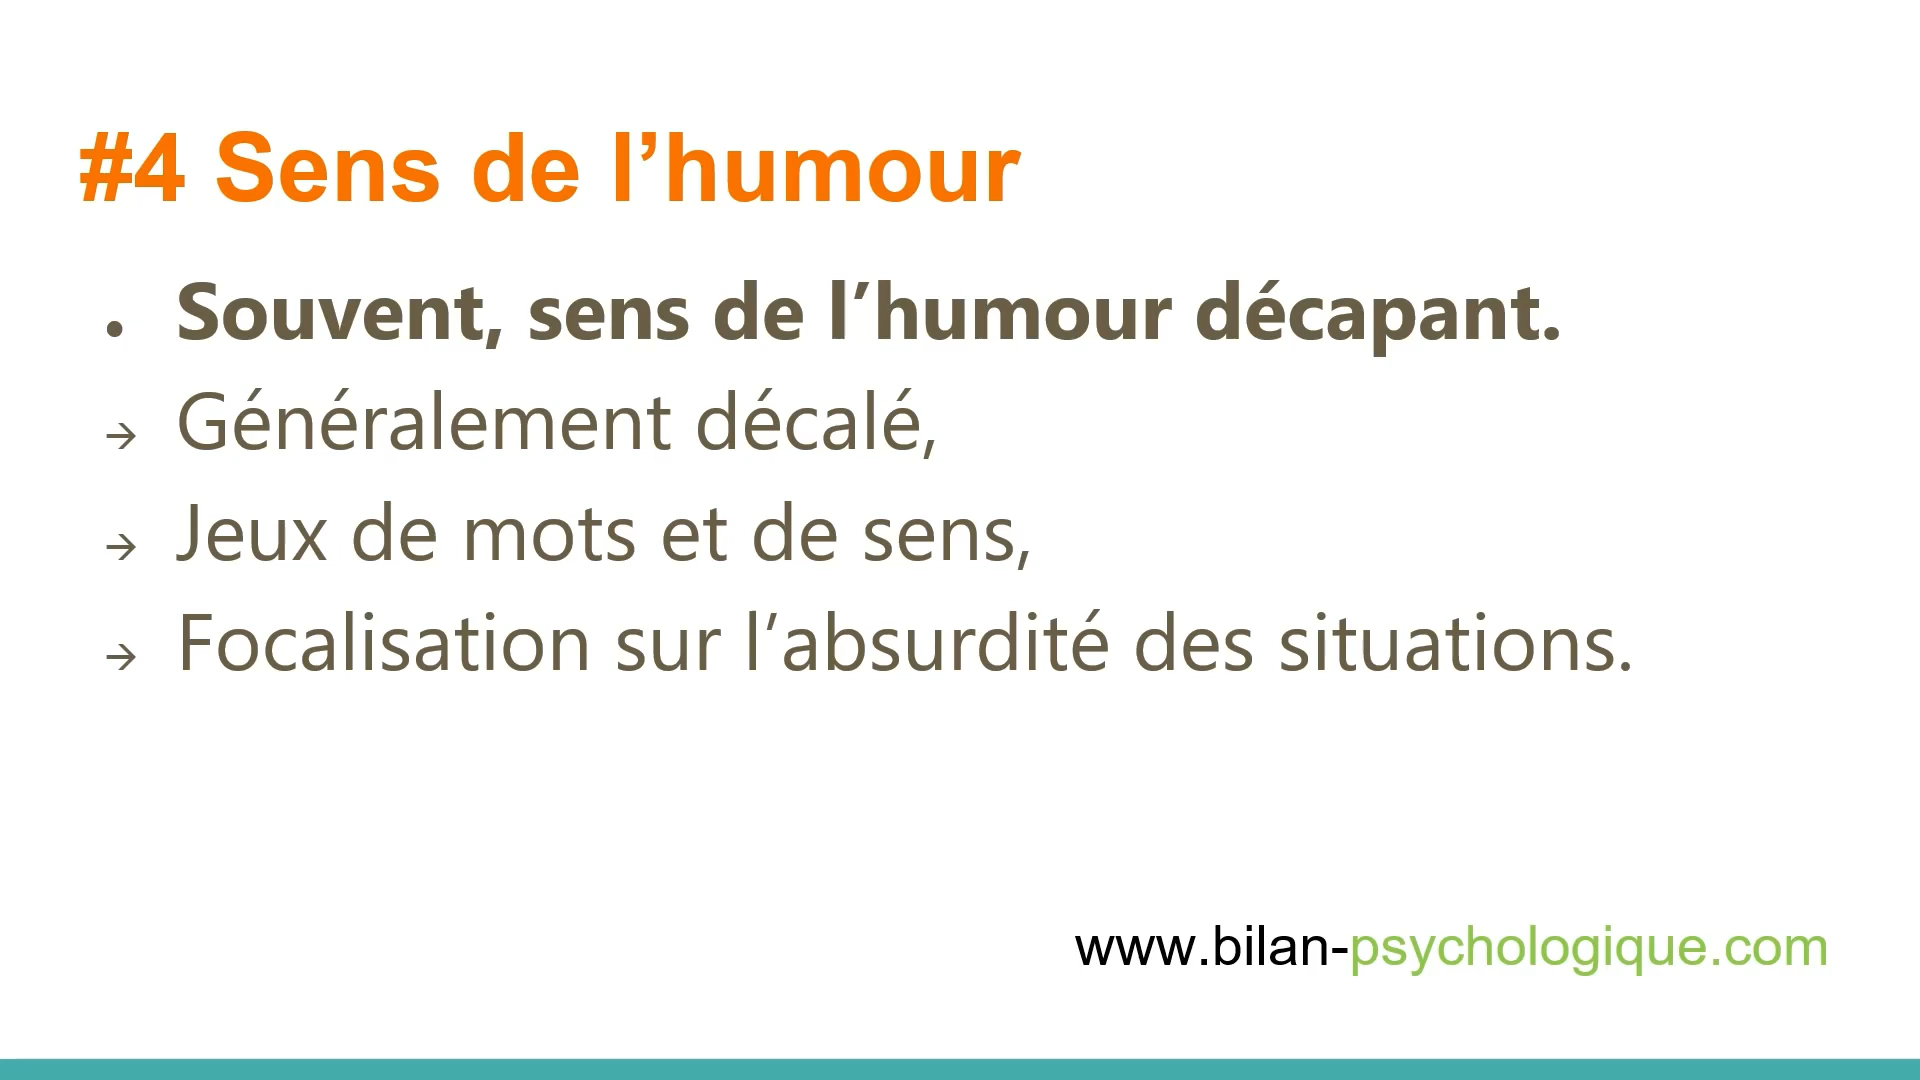 #4 Sens de l’humour
• Souvent, sens de l’humour décapant.
→ Généralement décalé,
→ Jeux de mots et de sens,
→ Focalisation sur l’absurdité des situations.
www.bilan-psychologique.com